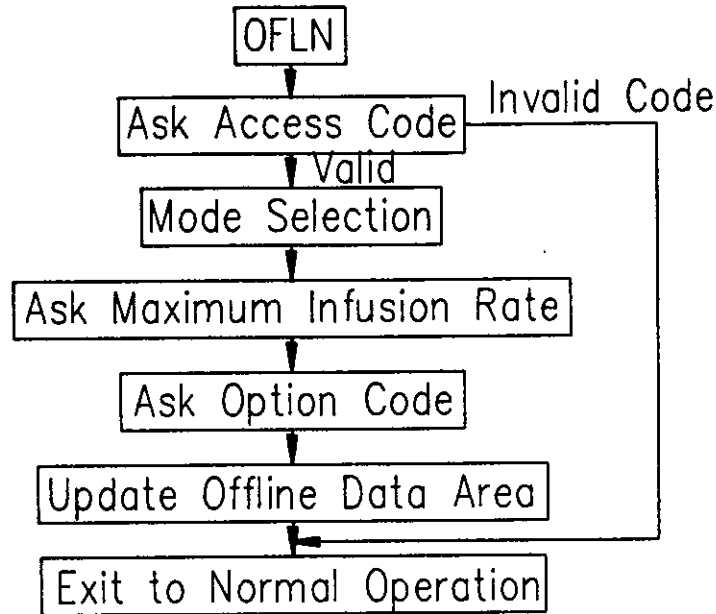 OFLN
Ask Access Code
Invalid Code
Valid
Mode Selection
Ask Maximum Infusion Rate
Ask Option Code
Update Offline Data Area
Exit to Normal Operation